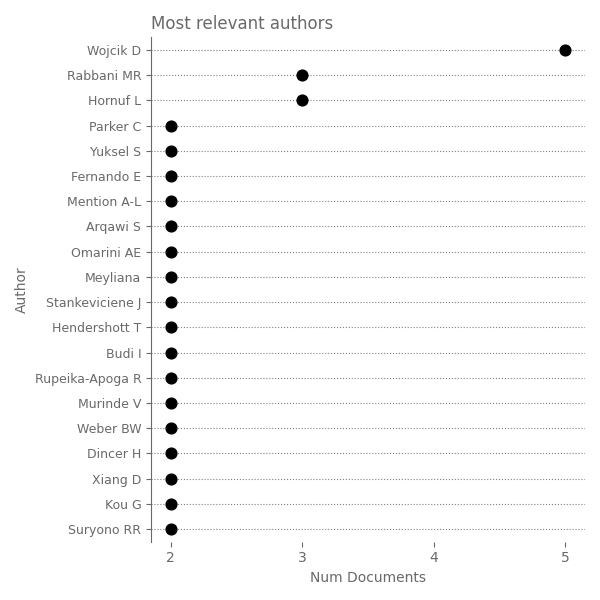 Most relevant authors
Author
Wojcik D
Rabbani MR
Hornuf L
Parker C
Yuksel S
Fernando E
Mention A-L
Arqawi S
Omarini AE
Meyliana
Stankeviciene J
Hendershott T
Budi I
Rupeika-Apoga R
Murinde V
Weber BW
Dincer H
Xiang D
Kou G
Suryono RR
2 3 4 5
Num Documents